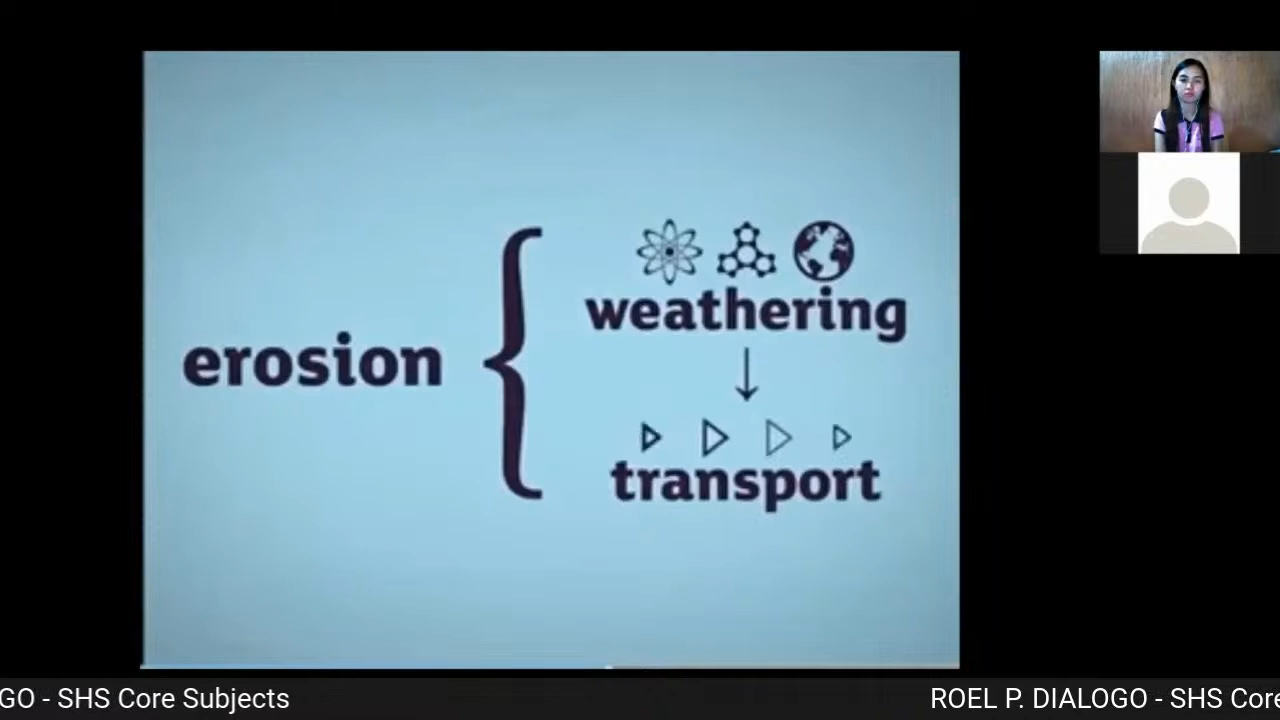 weathering
erosion
transport
GO - SHS Core Subjects
ROEL P. DIALOGO - SHS Core